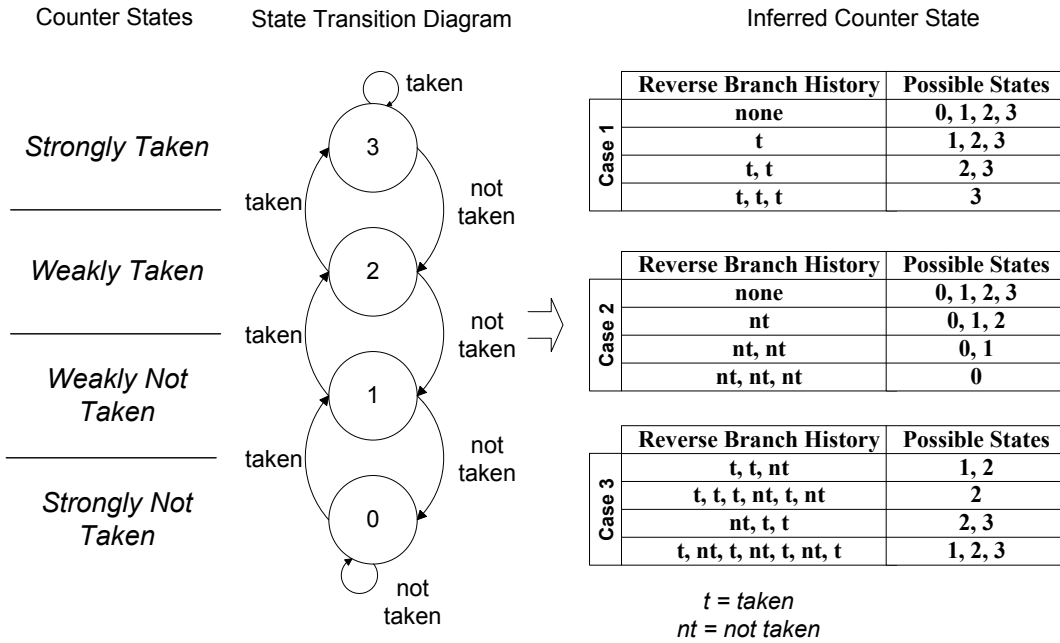 Counter States
State Transition Diagram
Inferred Counter State
Strongly Taken
Weakly Taken
Weakly Not
Taken
Strongly Not
Taken
taken
3
taken
not
taken
2
taken
not
taken
1
taken
not
taken
0
not
taken
Case 1
Reverse Branch History Possible States
none 0, 1, 2, 3
t 1, 2, 3
t, t 2, 3
t, t, t 3
Case 2
Reverse Branch History Possible States
none 0, 1, 2, 3
nt 0, 1, 2
nt, nt 0, 1
nt, nt, nt 0
Case 3
Reverse Branch History Possible States
t, t, nt 1, 2
t, t, t, nt, t, nt 2
nt, t, t 2, 3
t, nt, t, nt, t, nt, t 1, 2, 3
t = taken
nt = not taken